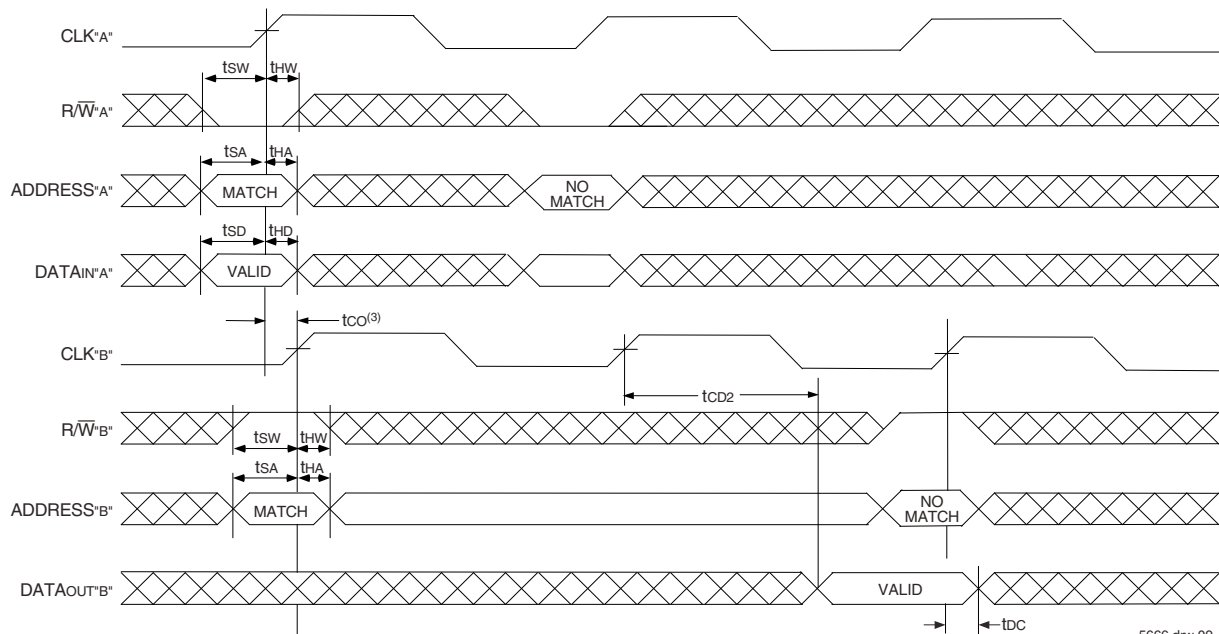 CLK"A"
tSW tHW
R/W̅"A"
tSA tHA
ADDRESS"A" MATCH NO MATCH
tSD tHD
DATAIN"A" VALID
tCO(3)
CLK"B"
tCD2
R/W̅"B"
tSW tHW
tSA tHA
ADDRESS"B" MATCH NO MATCH
DATAOUT"B" VALID
tDC